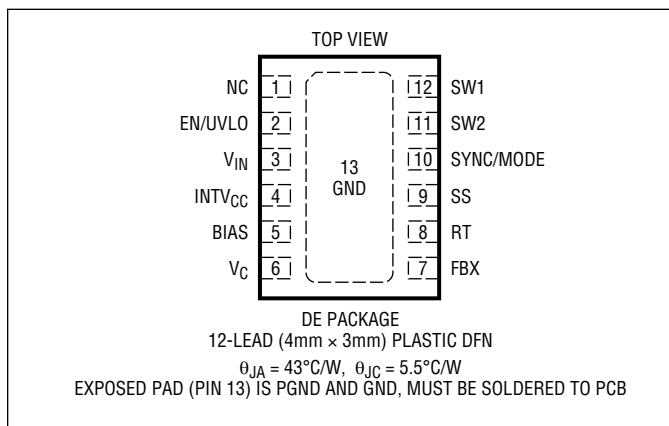 TOP VIEW
NC 1 12 SW1
EN/UVLO 2 11 SW2
VIN 3 10 SYNC/MODE
13
GND
INTVCC 4 9 SS
BIAS 5 8 RT
VC 6 7 FBX
DE PACKAGE
12-LEAD (4mm × 3mm) PLASTIC DFN
θJA = 43°C/W, θJC = 5.5°C/W
EXPOSED PAD (PIN 13) IS PGND AND GND, MUST BE SOLDERED TO PCB